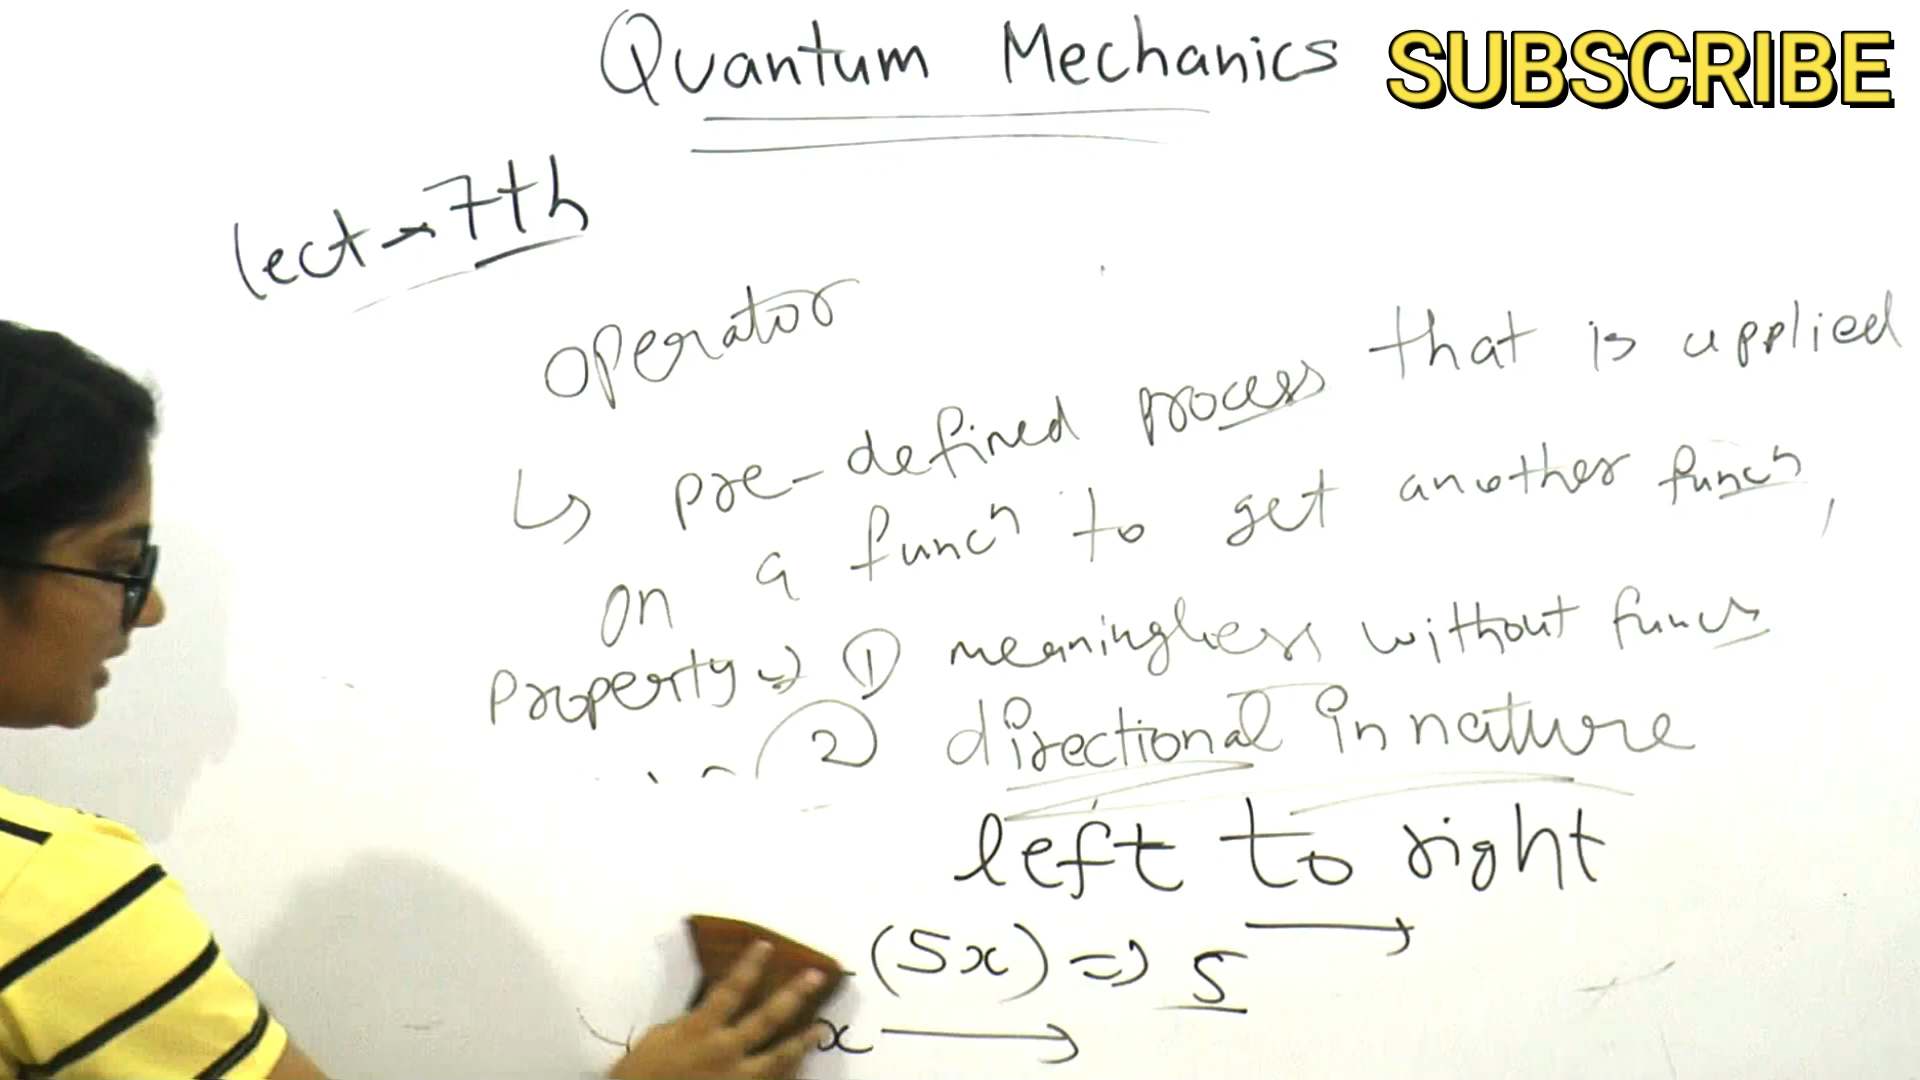 Quantum Mechanics
SUBSCRIBE
lect - 7th
operator
↳ pre-defined process that is applied
on a funcn to get another funcn,
Property => ① meaningless without funcn
② directional in nature
left to right
(5x) => 5
x